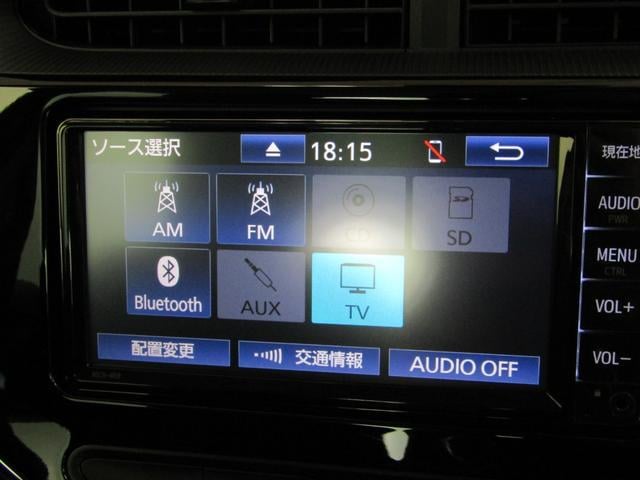 ソース選択
18:15
現在地
AM
FM
CD
SD
AUDIO
PWR
Bluetooth
AUX
TV
MENU
CTRL
VOL+
VOL-
配置変更
交通情報
AUDIO OFF